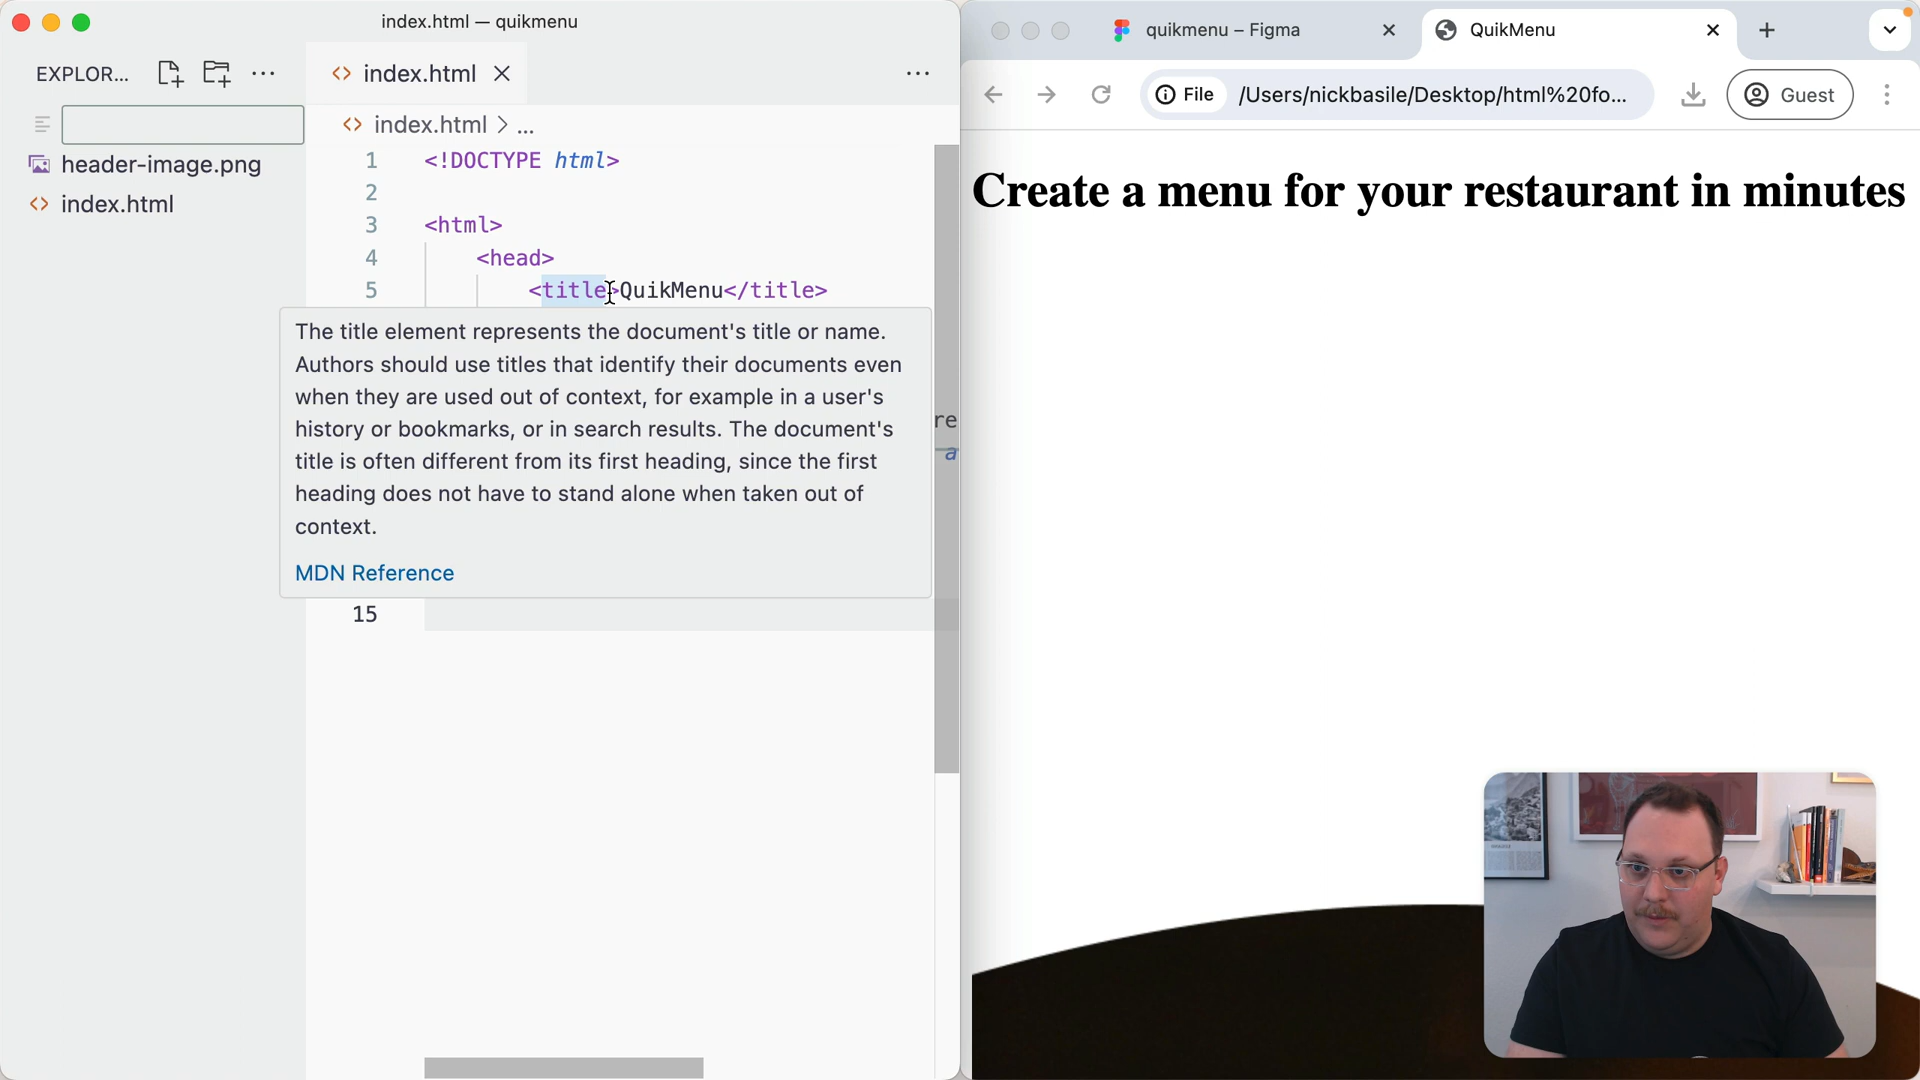 index.html — quikmenu
EXPLOR...
index.html
index.html > ...
header-image.png
index.html
1 <!DOCTYPE html>
2
3 <html>
4 <head>
5 <title>QuikMenu</title>
The title element represents the document's title or name.
Authors should use titles that identify their documents even
when they are used out of context, for example in a user's
history or bookmarks, or in search results. The document's
title is often different from its first heading, since the first
heading does not have to stand alone when taken out of
context.
MDN Reference
re
a
15
quikmenu – Figma
QuikMenu
File
/Users/nickbasile/Desktop/html%20fo...
Guest
Create a menu for your restaurant in minutes